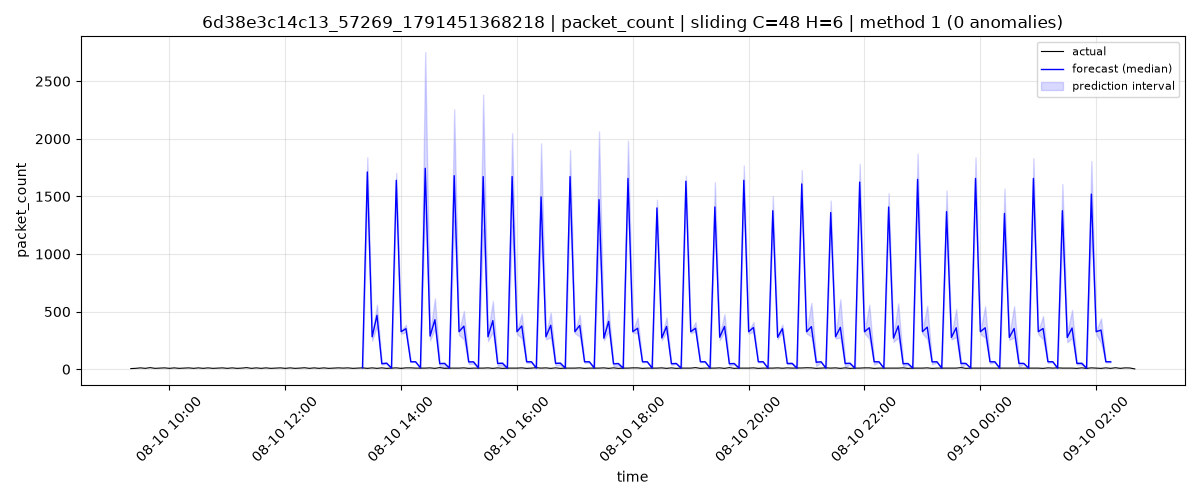 6d38e3c14c13_57269_1791451368218 | packet_count | sliding C=48 H=6 | method 1 (0 anomalies)
actual
forecast (median)
prediction interval
packet_count
2500
2000
1500
1000
500
0
08-10 10:00
08-10 12:00
08-10 14:00
08-10 16:00
08-10 18:00
08-10 20:00
08-10 22:00
09-10 00:00
09-10 02:00
time